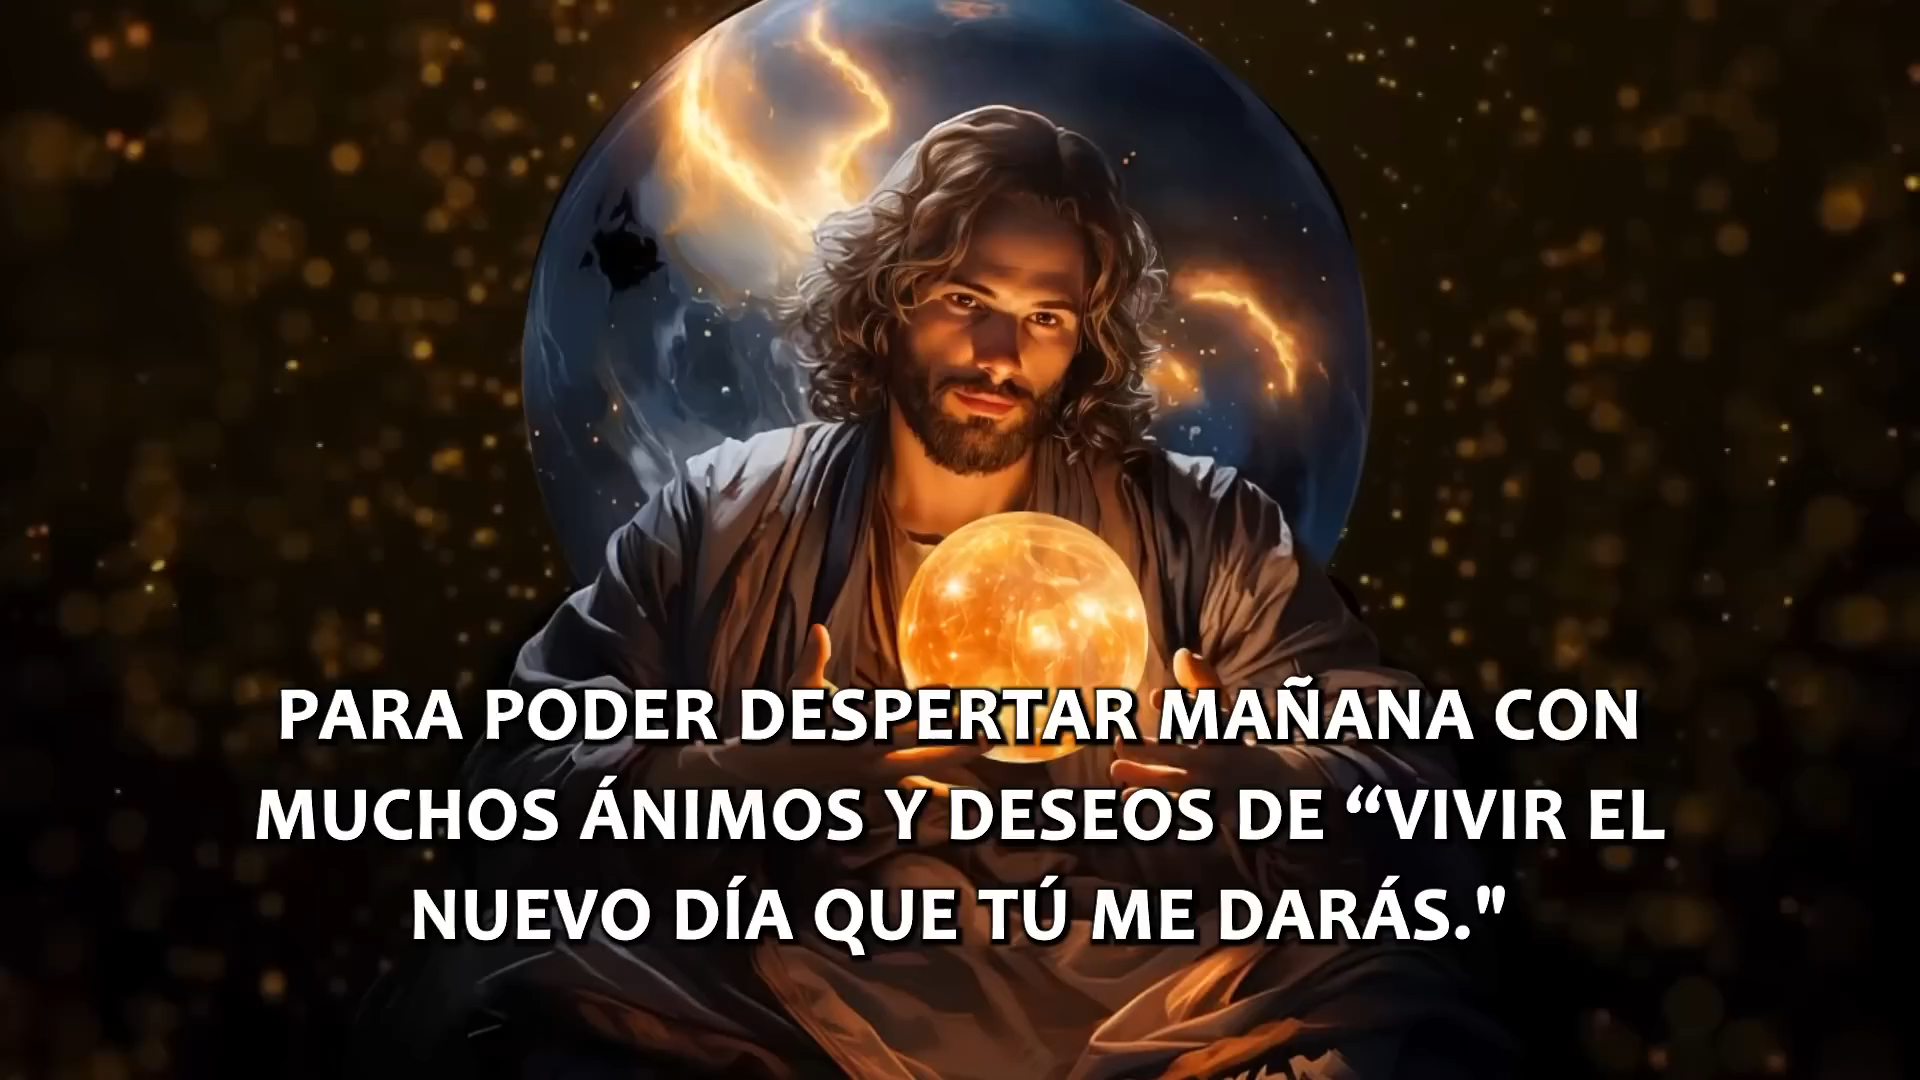 PARA PODER DESPERTAR MAÑANA CON
MUCHOS ÁNIMOS Y DESEOS DE “VIVIR EL
NUEVO DÍA QUE TÚ ME DARÁS."